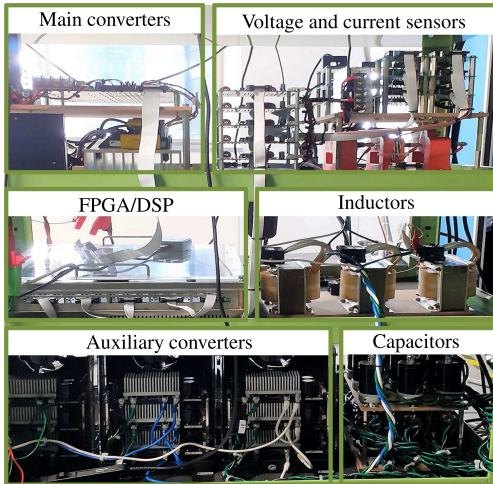 Main converters
Voltage and current sensors
FPGA/DSP
Inductors
Auxiliary converters
Capacitors